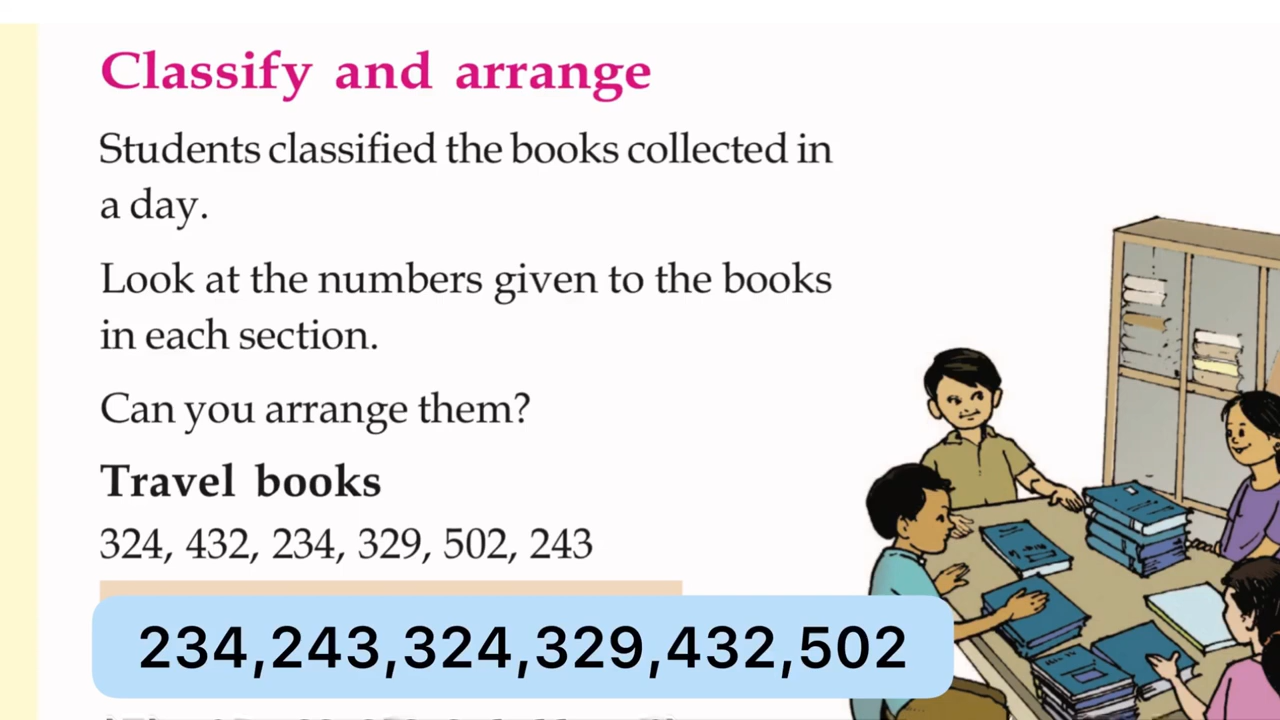 Classify and arrange
Students classified the books collected in
a day.
Look at the numbers given to the books
in each section.
Can you arrange them?
Travel books
324, 432, 234, 329, 502, 243
234,243,324,329,432,502